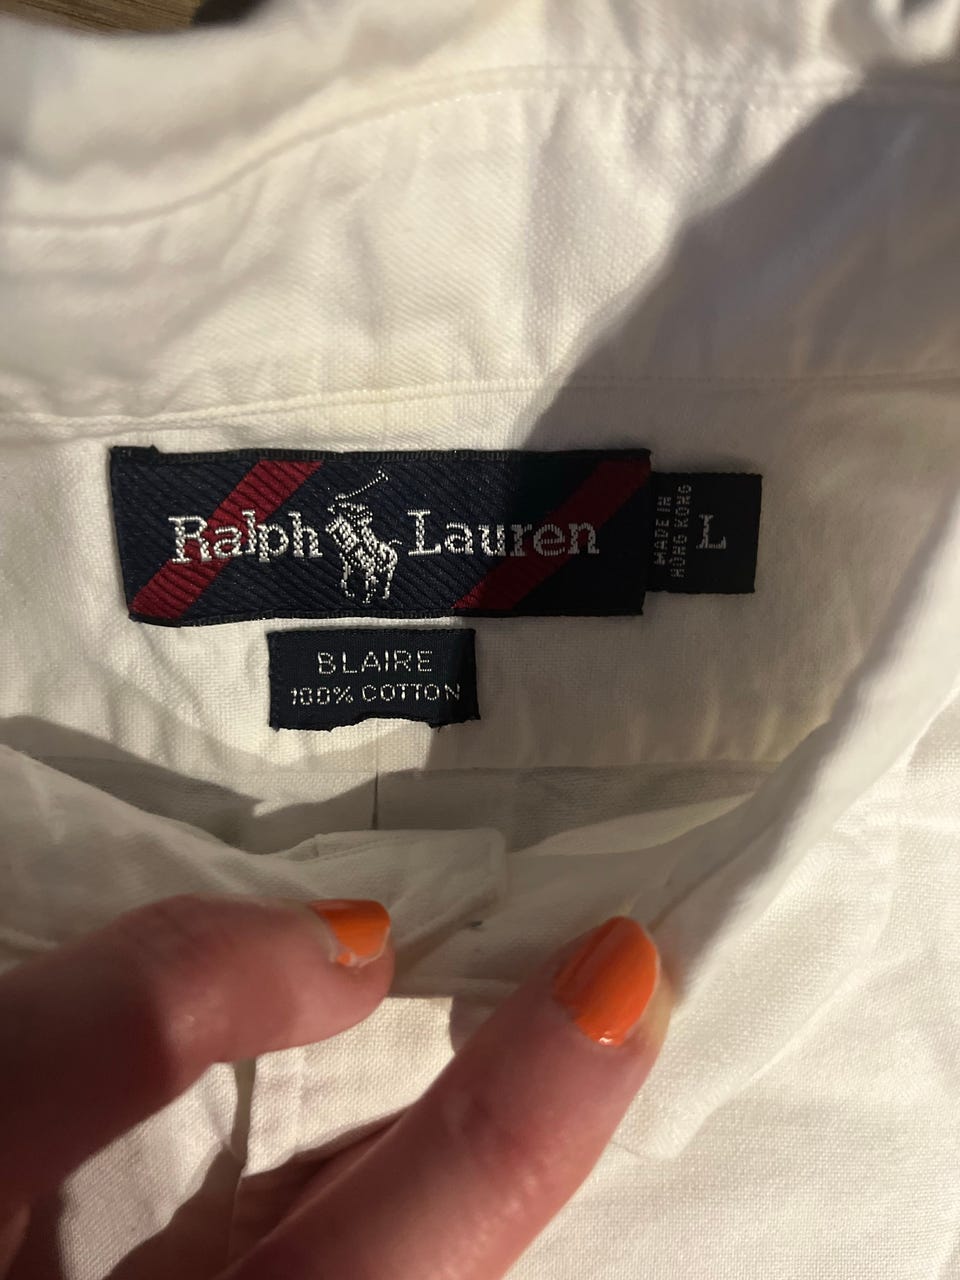 Ralph Lauren
MADE IN
HONG KONG
L
BLAIRE
100% COTTON